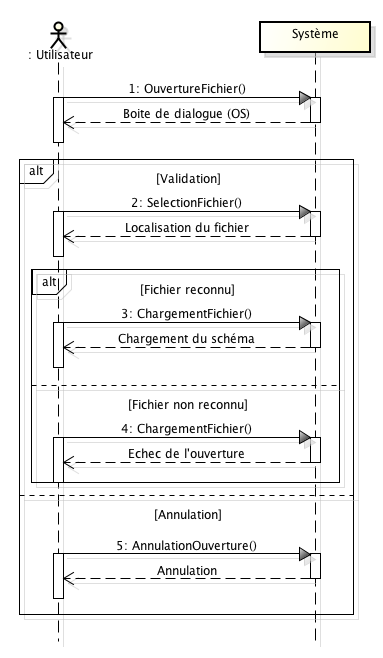 : Utilisateur
Système
1: OuvertureFichier()
Boite de dialogue (OS)
alt
[Validation]
2: SelectionFichier()
Localisation du fichier
alt
[Fichier reconnu]
3: ChargementFichier()
Chargement du schéma
[Fichier non reconnu]
4: ChargementFichier()
Echec de l'ouverture
[Annulation]
5: AnnulationOuverture()
Annulation